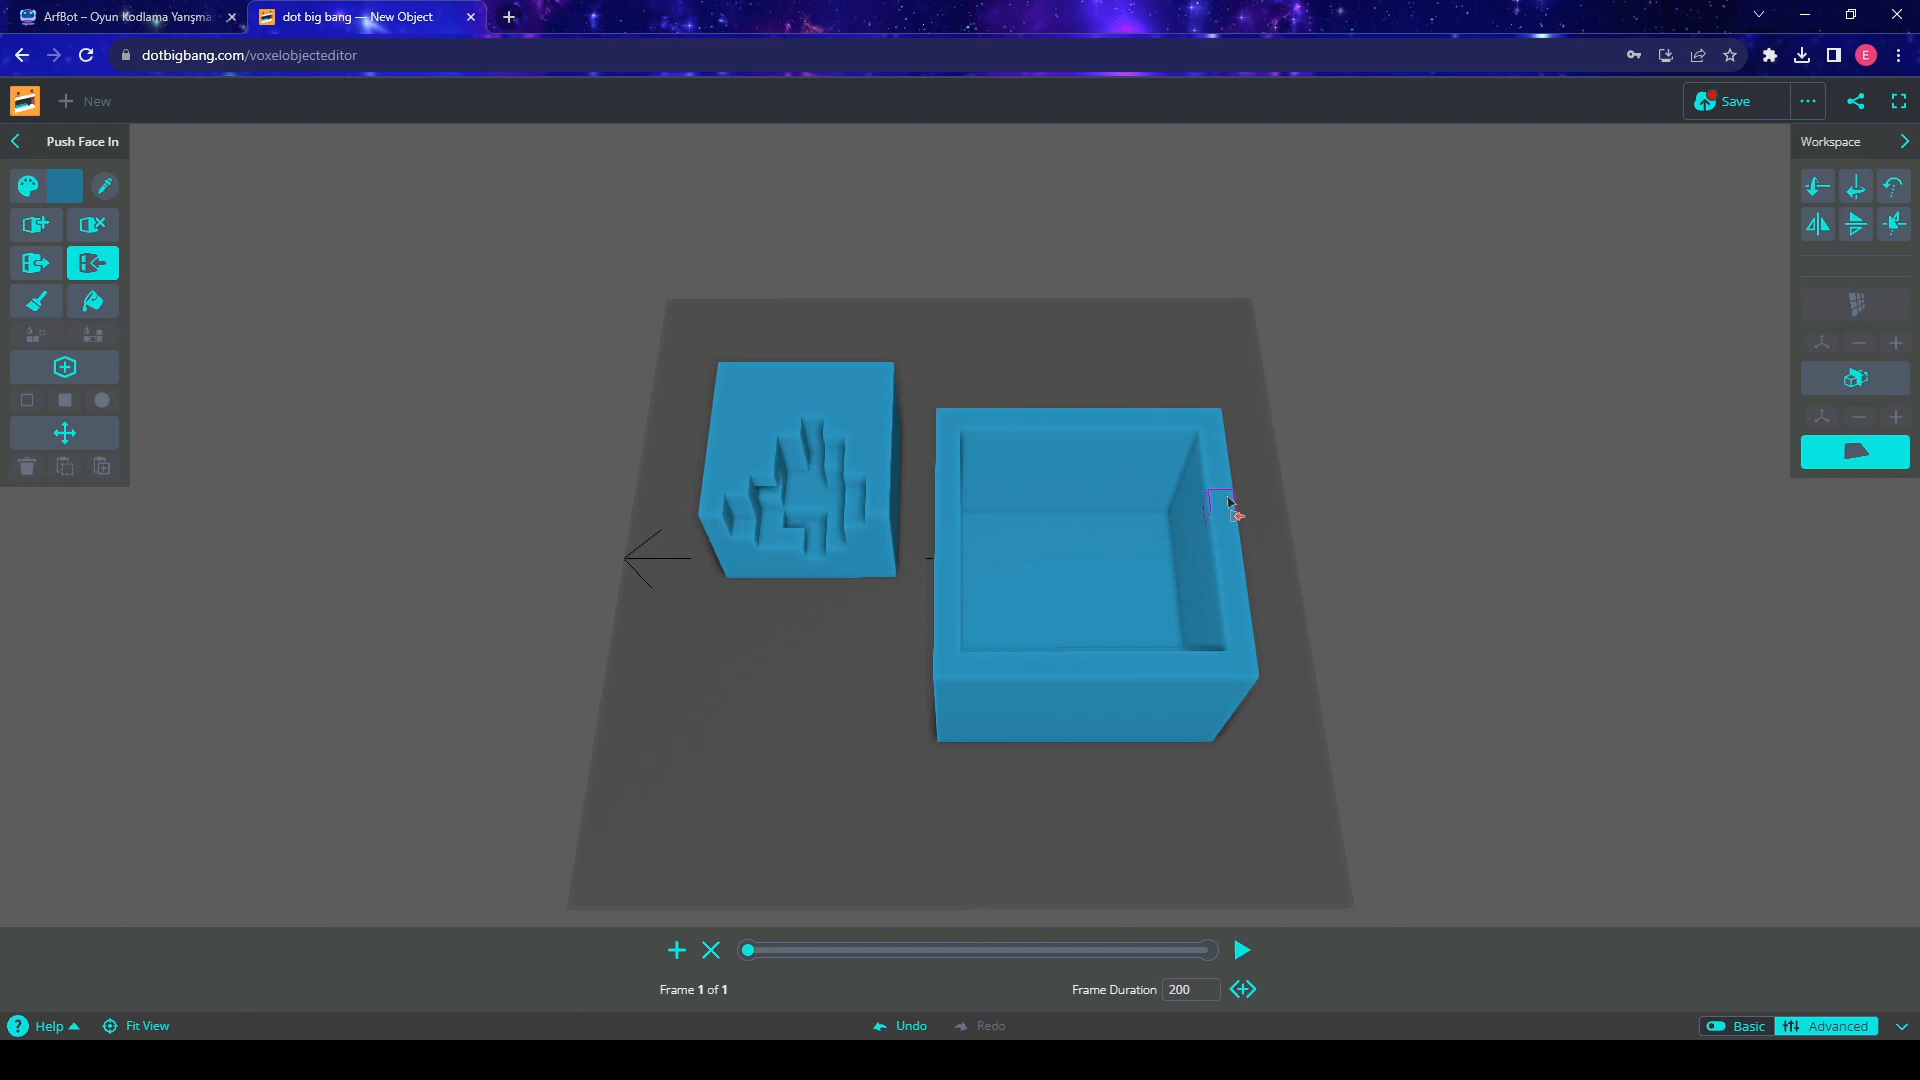 ArfBot – Oyun Kodlama Yarışma
dot big bang — New Object
dotbigbang.com/voxelobjecteditor
E
New
Save
Push Face In
Workspace
Frame 1 of 1
Frame Duration 200
? Help
Fit View
Undo
Redo
Basic
Advanced